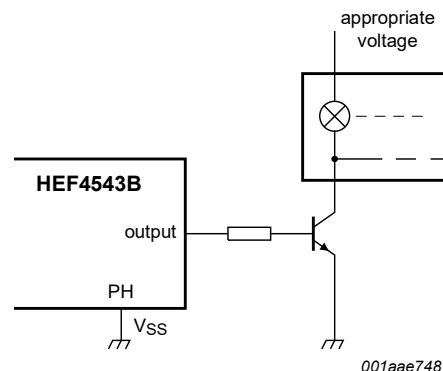 appropriate
voltage
HEF4543B
output
PH
VSS
001aae748